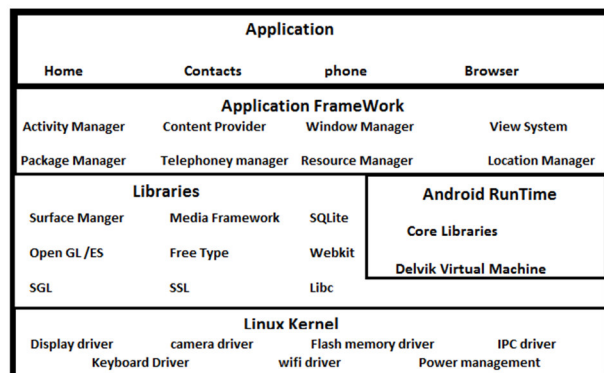 Application
Home Contacts phone Browser
Application FrameWork
Activity Manager Content Provider Window Manager View System
Package Manager Telephoney manager Resource Manager Location Manager
Libraries
Surface Manger Media Framework SQLite
Open GL/ES Free Type Webkit
SGL SSL Libc
Android RunTime
Core Libraries
Delvik Virtual Machine
Linux Kernel
Display driver camera driver Flash memory driver IPC driver
Keyboard Driver wifi driver Power management